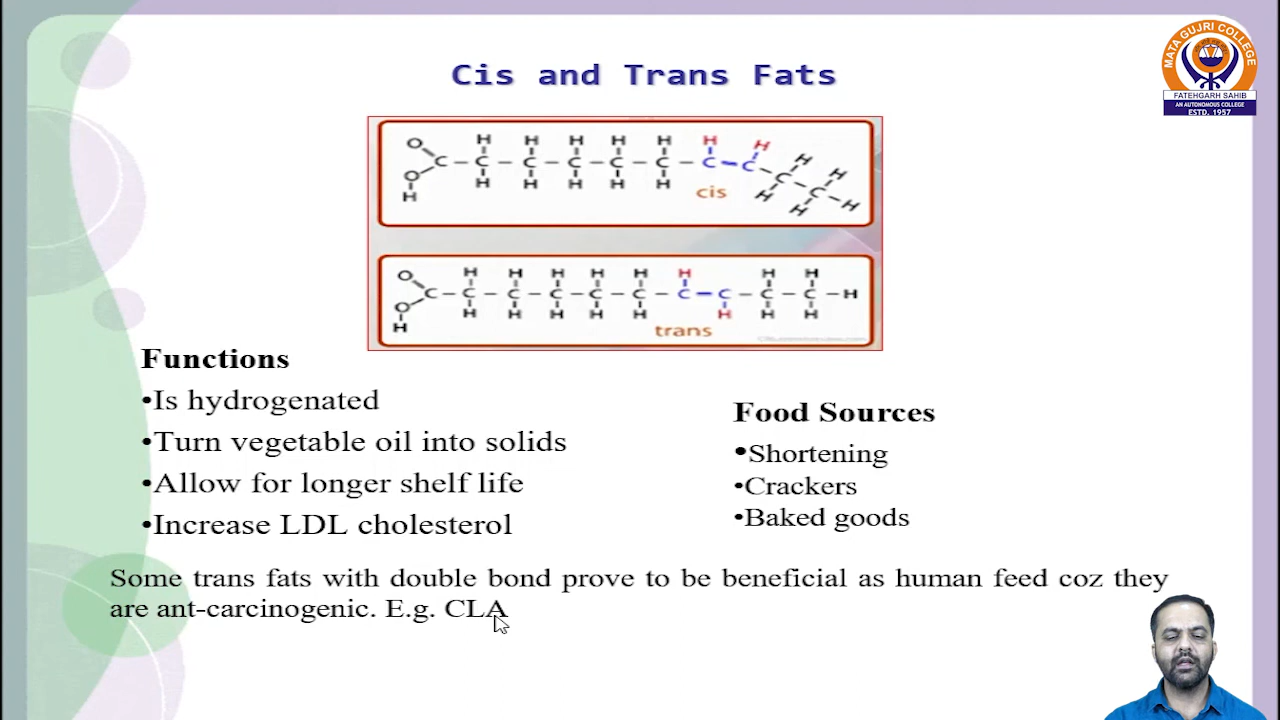 Cis and Trans Fats
MATA GUJRI COLLEGE
FATEHGARH SAHIB
AN AUTONOMOUS COLLEGE
ESTD. 1957
O H H H H H H H
C – C – C – C – C – C – C – C C C – H
O H H H H H cis H H
H
O H H H H H H H H
C – C – C – C – C – C – C – C – C – C – H
O H H H H H H H H
H trans
Functions
•Is hydrogenated
•Turn vegetable oil into solids
•Allow for longer shelf life
•Increase LDL cholesterol
Food Sources
•Shortening
•Crackers
•Baked goods
Some trans fats with double bond prove to be beneficial as human feed coz they
are ant-carcinogenic. E.g. CLA